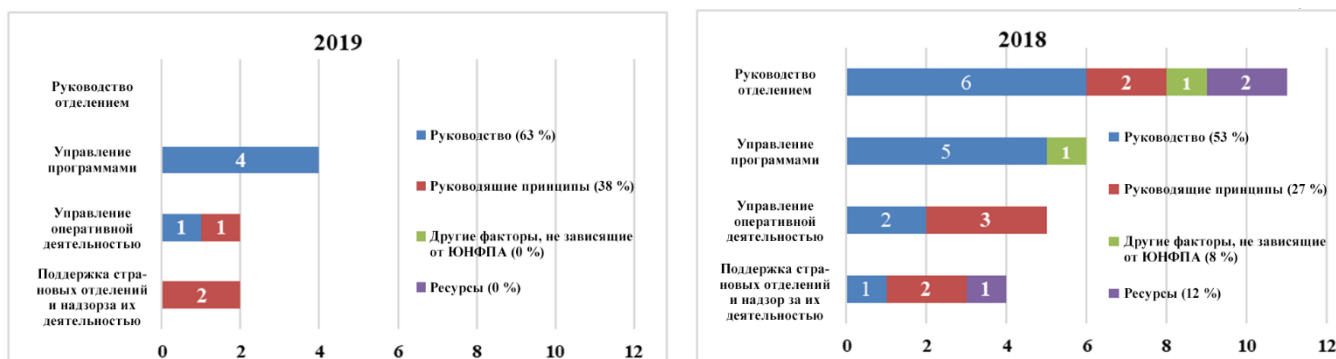 2019
Руководство
отделением
Управление
программами
4
Управление
оперативной
деятельностью
1 1
Поддержка стра-
новых отделений
и надзорза их
деятельностью
2
0 2 4 6 8 10 12
Руководство (63 %)
Руководящие принципы (38 %)
Другие факторы, не зависящие
от ЮНФПА (0 %)
Ресурсы (0 %)
2018
Руководство
отделением
6 2 1 2
Управление
программами
5 1
Управление
оперативной
деятельностью
2 3
Поддержка стра-
новых отделений
и надзор за их
деятельностью
1 2 1
0 2 4 6 8 10 12
Руководство (53 %)
Руководящие принципы (27 %)
Другие факторы, не зависящие
от ЮНФПА (8 %)
Ресурсы (12 %)